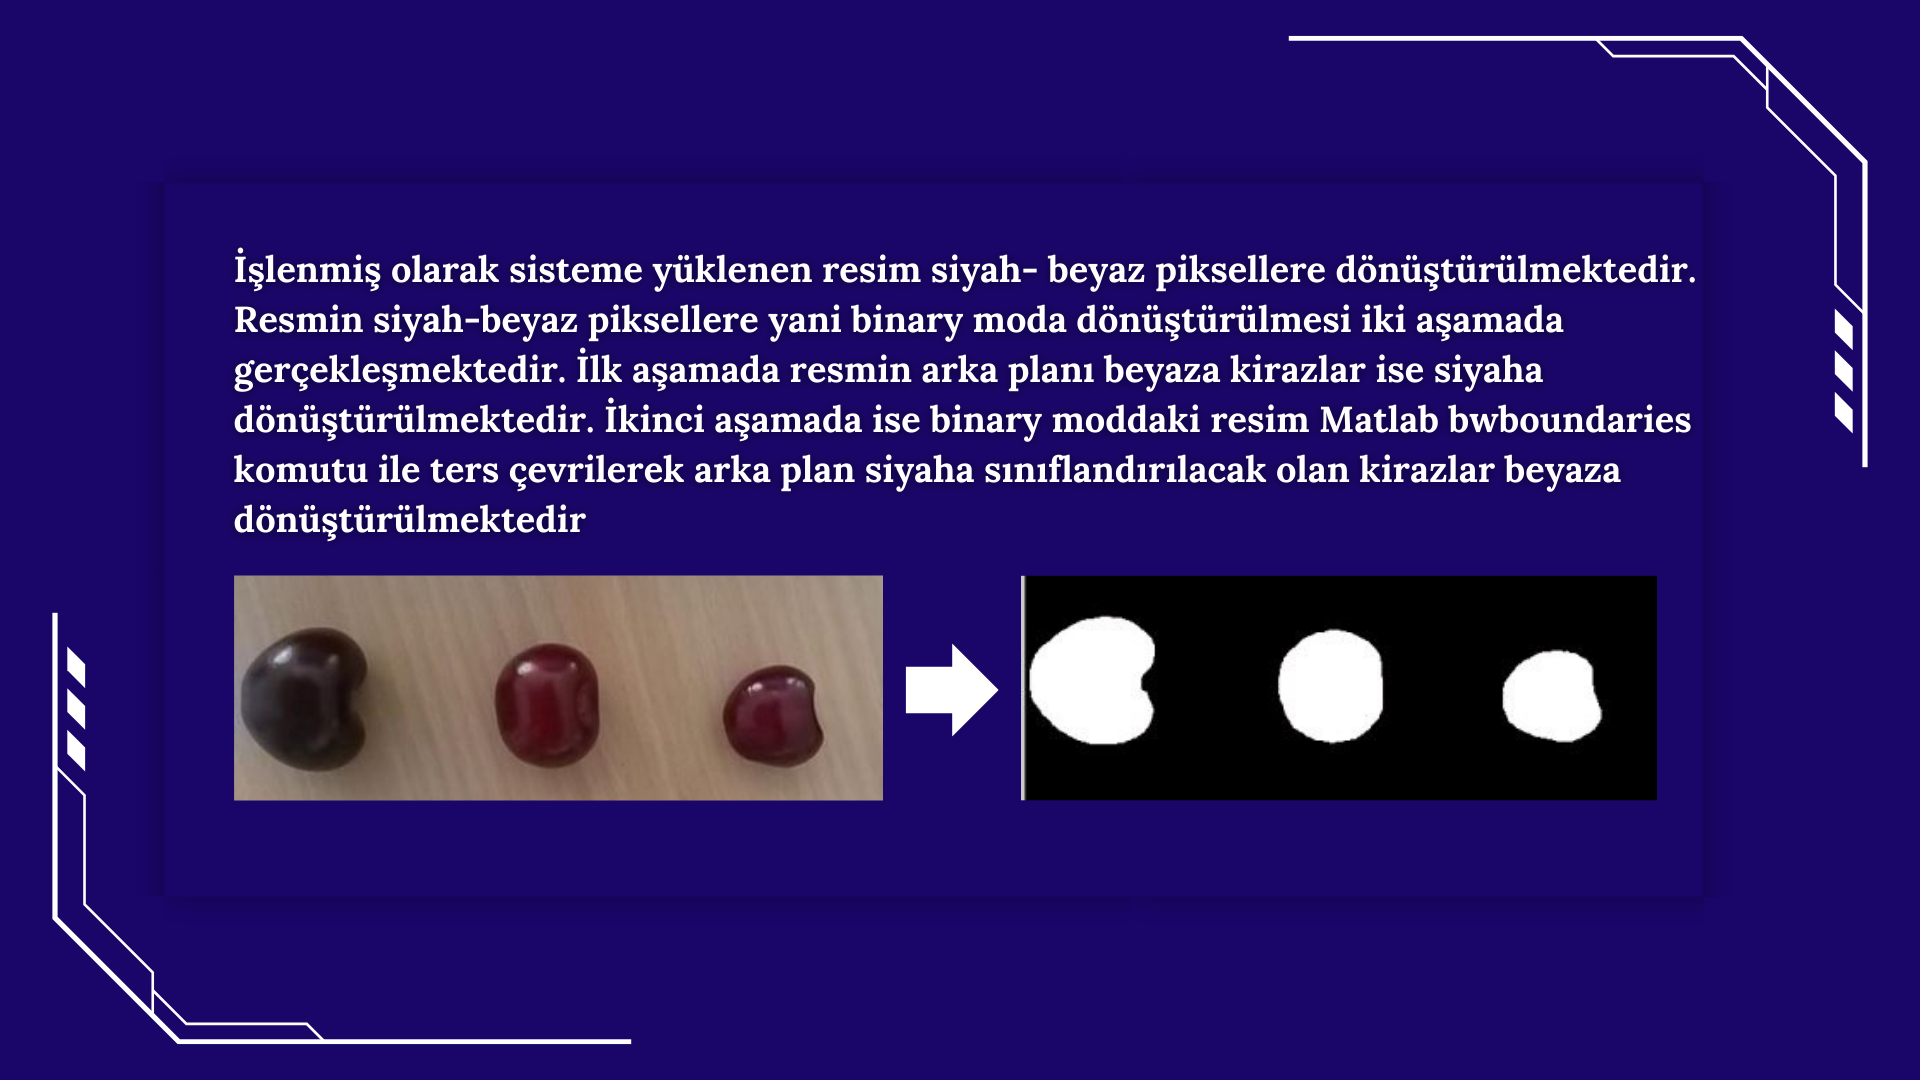 İşlenmiş olarak sisteme yüklenen resim siyah- beyaz piksellere dönüştürülmektedir.
Resmin siyah-beyaz piksellere yani binary moda dönüştürülmesi iki aşamada
gerçekleşmektedir. İlk aşamada resmin arka planı beyaza kirazlar ise siyaha
dönüştürülmektedir. İkinci aşamada ise binary moddaki resim Matlab bwboundaries
komutu ile ters çevrilerek arka plan siyaha sınıflandırılacak olan kirazlar beyaza
dönüştürülmektedir